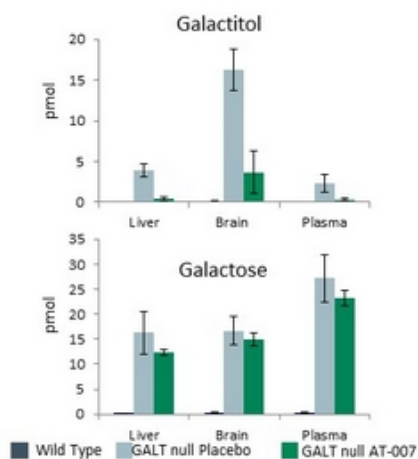 Galactitol
20
15
10
5
0
pmol
Liver Brain Plasma
Galactose
35
30
25
20
15
10
5
0
pmol
Liver Brain Plasma
Wild Type GALT null Placebo GALT null AT-007